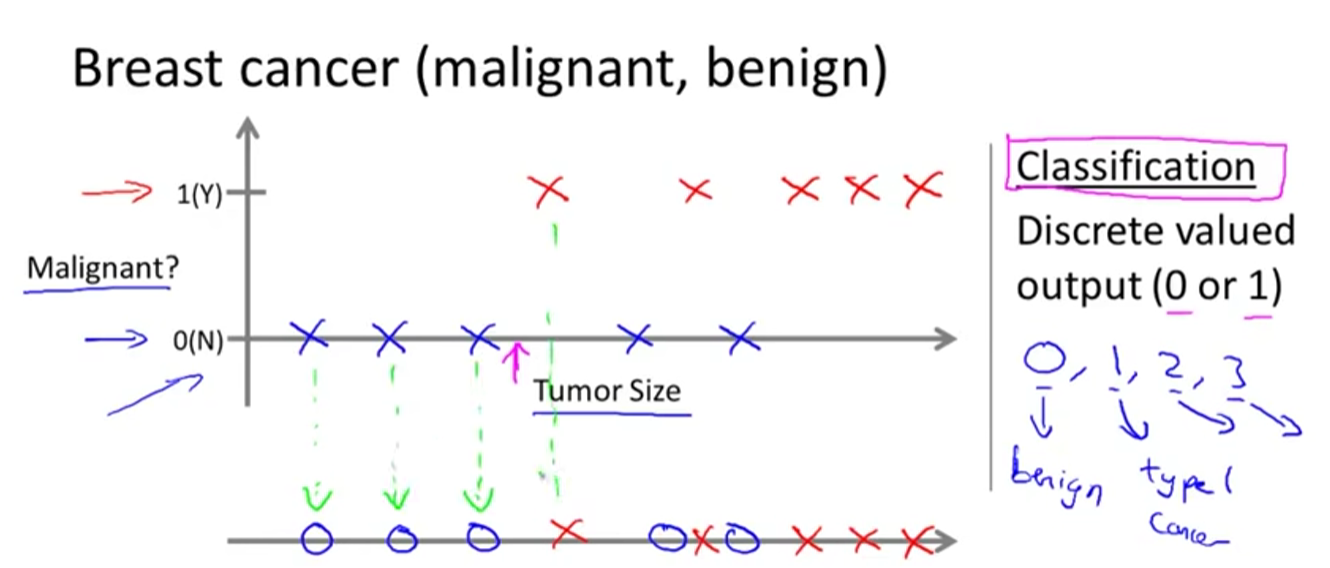 Breast cancer (malignant, benign)
1(Y)
Malignant?
0(N)
Tumor Size
Classification
Discrete valued
output (0 or 1)
0, 1, 2, 3
benign
type 1
cancer